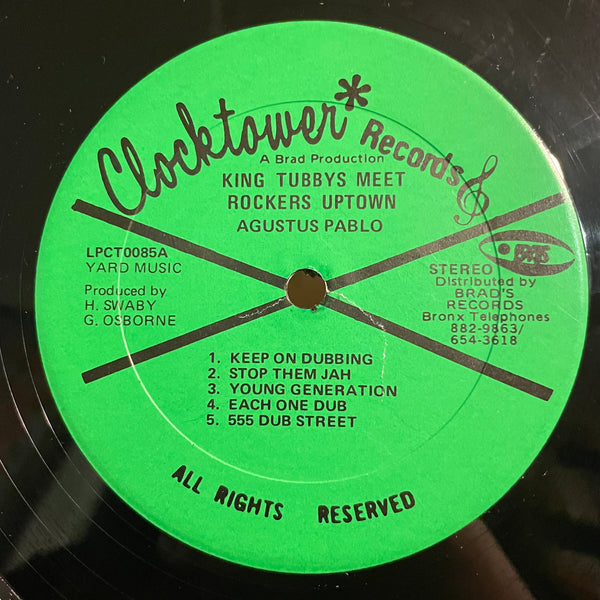 Clocktower* Records
A Brad Production
KING TUBBYS MEET
ROCKERS UPTOWN
AGUSTUS PABLO
LPCT0085A
YARD MUSIC
Produced by
H. SWABY
G. OSBORNE
STEREO
Distributed by
BRAD'S
RECORDS
Bronx Telephones
882-9863/
654-3618
1. KEEP ON DUBBING
2. STOP THEM JAH
3. YOUNG GENERATION
4. EACH ONE DUB
5. 555 DUB STREET
ALL RIGHTS RESERVED